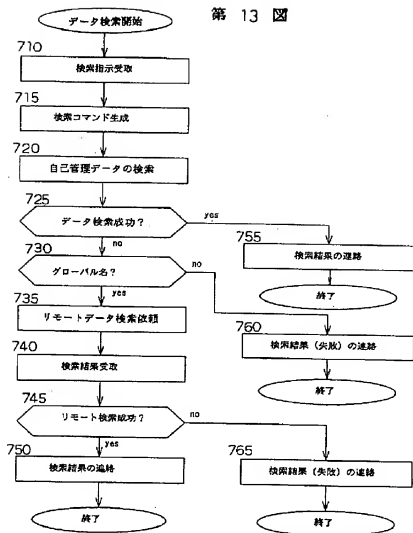 第 13 図
データ検索開始
710
検索指示受取
715
検索コマンド生成
720
自己管理データの検索
725
データ検索成功?
yes
no
730
グローバル名?
no
yes
755
検索結果の連絡
終了
735
リモートデータ検索依頼
760
検索結果(失敗)の連絡
終了
740
検索結果受取
745
リモート検索成功?
no
yes
750
検索結果の連絡
終了
765
検索結果(失敗)の連絡
終了